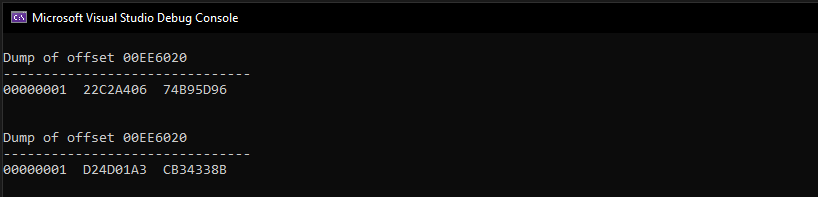 Microsoft Visual Studio Debug Console
Dump of offset 00EE6020
-------------------------------
00000001  22C2A406  74B95D96
Dump of offset 00EE6020
-------------------------------
00000001  D24D01A3  CB34338B